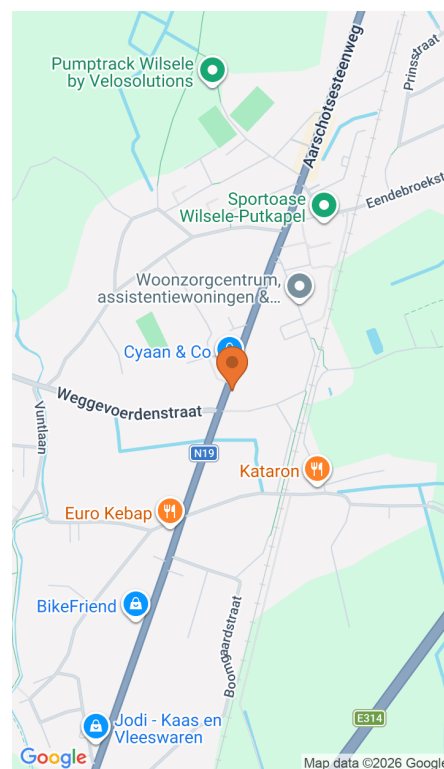 Pumptrack Wilsele
by Velosolutions
Prinsstraat
Aarschotsesteenweg
Eendebroekst
Sportoase
Wilsele-Putkapel
Woonzorgcentrum,
assistentiewoningen &...
Cyaan & Co
Weggevoerdenstraat
Vuntlaan
N19
Kataron
Euro Kebap
BikeFriend
Boomgaardstraat
E314
Jodi - Kaas en
Vleeswaren
Google
Map data ©2026 Google